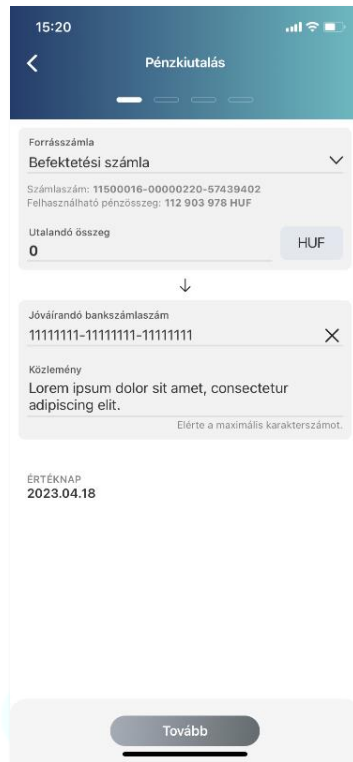 15:20
Pénzkiutalás
Forrásszámla
Befektetési számla
Számlaszám: 11500016-00000220-57439402
Felhasználható pénzösszeg: 112 903 978 HUF
Utalandó összeg
0
HUF
Jóváírandó bankszámlaszám
11111111-11111111-11111111
Közlemény
Lorem ipsum dolor sit amet, consectetur
adipiscing elit.
Elérte a maximális karakterszámot.
ÉRTÉKNAP
2023.04.18
Tovább